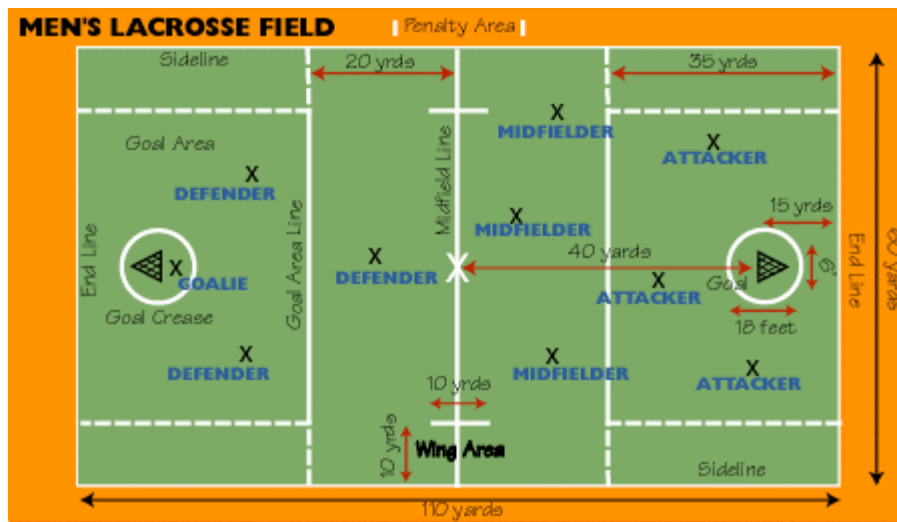 MEN'S LACROSSE FIELD
Penalty Area
Sideline
20 yrds
35 yrds
X
MIDFIELDER
X
ATTACKER
Goal Area
Midfield Line
X
DEFENDER
15 yrds
X
MIDFIELDER
End Line
Goal Area Line
X
GOALIE
X
DEFENDER
X
40 yards
X
ATTACKER
Goal
End Line
60 yards
Goal Crease
18 feet
X
DEFENDER
X
MIDFIELDER
X
ATTACKER
10 yrds
10 yrds
Wing Area
Sideline
110 yards